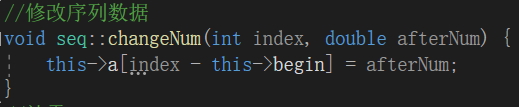 //修改序列数据
void seq::changeNum(int index, double afterNum) {
    this->a[index - this->begin] = afterNum;
}